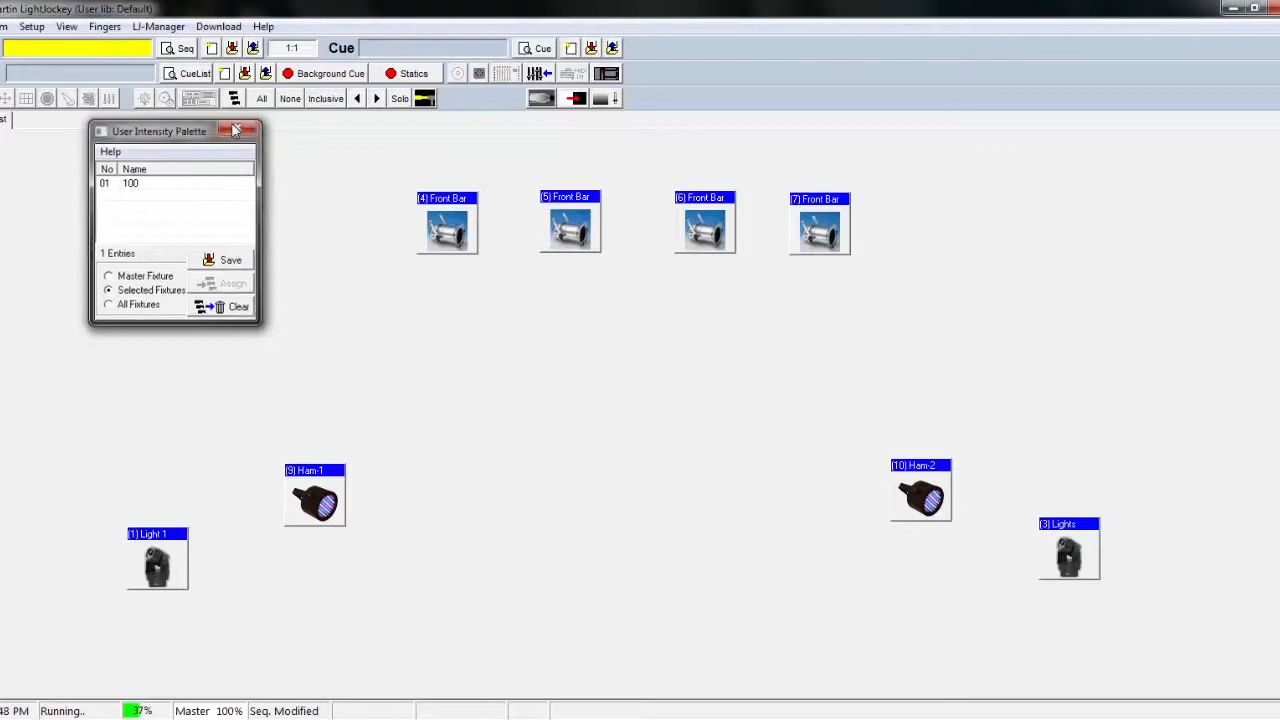 artin LightJockey (User lib: Default)
m Setup View Fingers LJ-Manager Download Help
Seq 1:1 Cue Cue
CueList Background Cue Statics
All None Inclusive Solo
st
User Intensity Palette
Help
No Name
01 100
1 Entries
Save
Master Fixture
Assign
Selected Fixtures
All Fixtures
Clear
(4) Front Bar
(5) Front Bar
(6) Front Bar
(7) Front Bar
(9) Ham-1
(10) Ham-2
(1) Light 1
(3) Lights
48 PM Running.. 37% Master 100% Seq. Modified